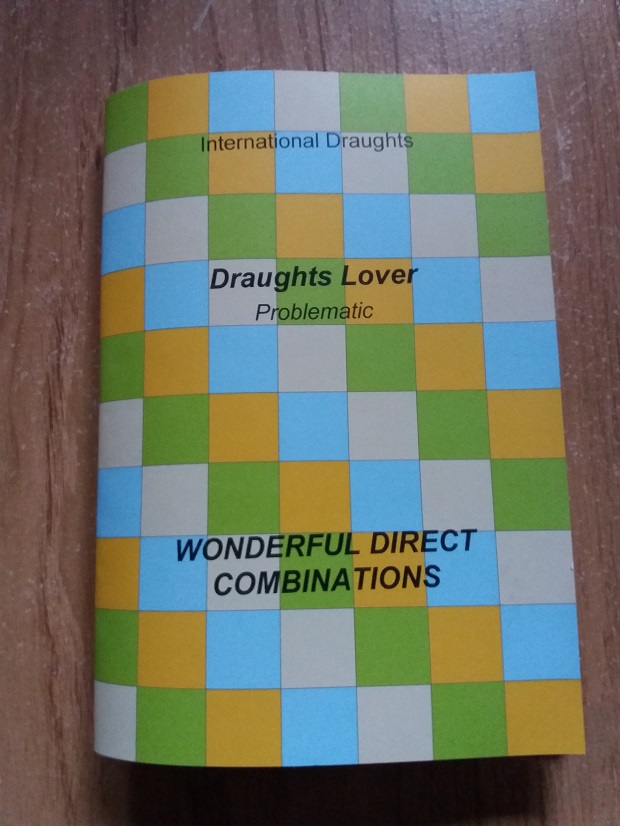 International Draughts
Draughts Lover
Problematic
WONDERFUL DIRECT
COMBINATIONS